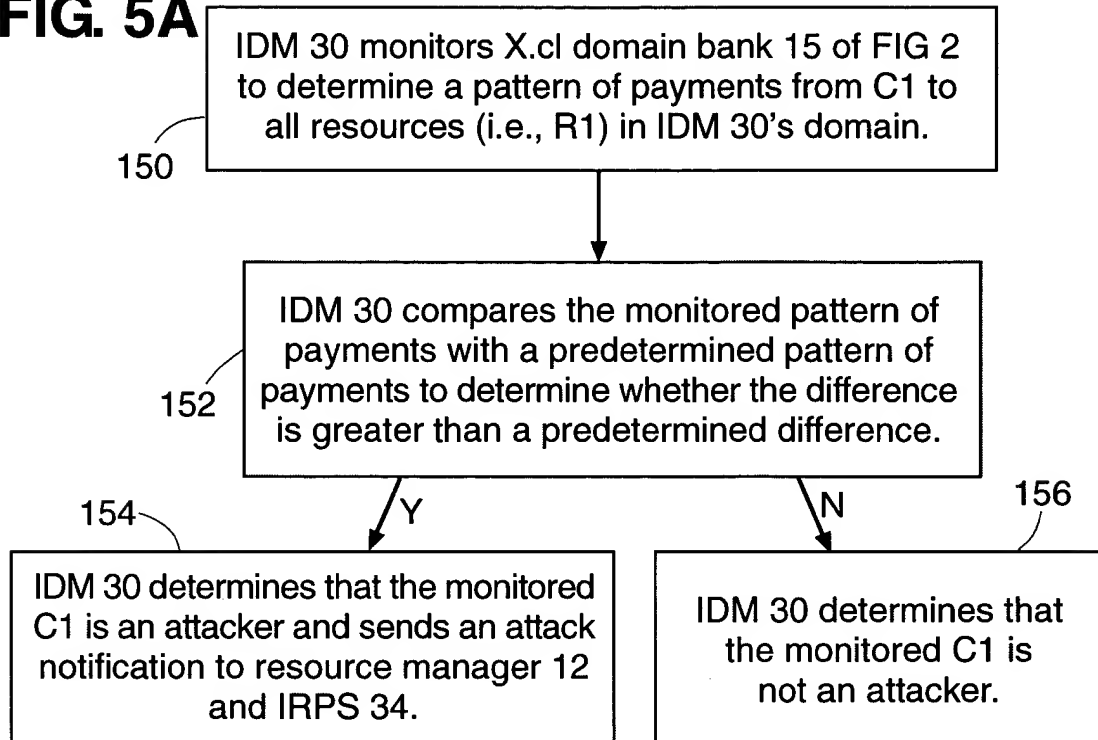 FIG. 5A
IDM 30 monitors X.cl domain bank 15 of FIG 2
to determine a pattern of payments from C1 to
all resources (i.e., R1) in IDM 30's domain.
150
IDM 30 compares the monitored pattern of
payments with a predetermined pattern of
payments to determine whether the difference
is greater than a predetermined difference.
152
Y
N
154
156
IDM 30 determines that the monitored
C1 is an attacker and sends an attack
notification to resource manager 12
and IRPS 34.
IDM 30 determines that
the monitored C1 is
not an attacker.